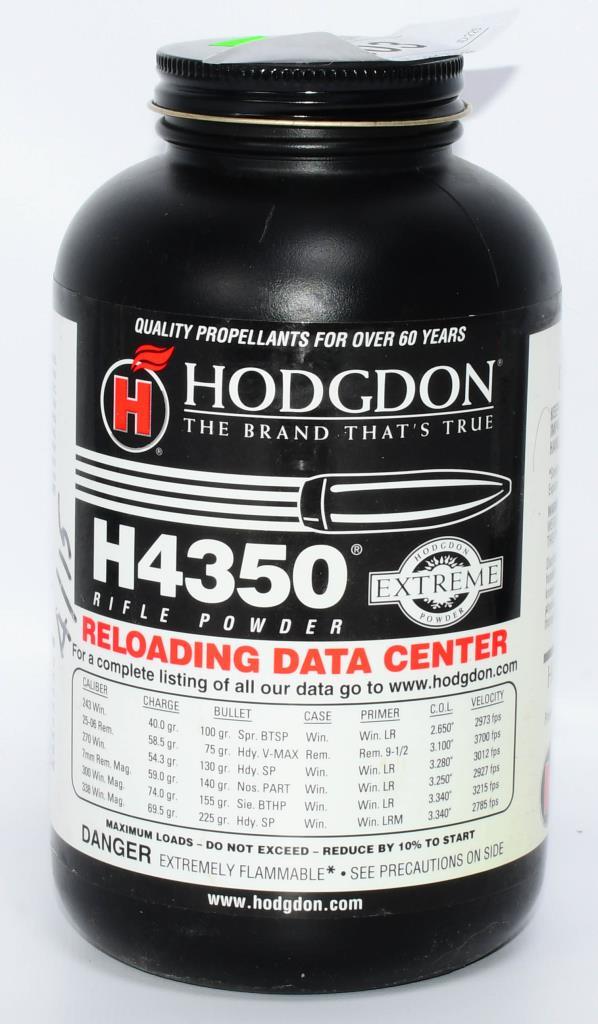 QUALITY PROPELLANTS FOR OVER 60 YEARS
H ®
HODGDON®
THE BRAND THAT'S TRUE
H4350®
RIFLE POWDER
HODGDON
EXTREME
POWDER
RELOADING DATA CENTER
For a complete listing of all our data go to www.hodgdon.com
CALIBER CHARGE BULLET CASE PRIMER C.O.L. VELOCITY
243 Win. 40.0 gr. 100 gr. Spr. BTSP Win. Win. LR 2.650" 2973 fps
25-06 Rem. 58.5 gr. 75 gr. Hdy. V-MAX Rem. Rem. 9-1/2 3.100" 3700 fps
270 Win. 54.3 gr. 130 gr. Hdy. SP Win. Win. LR 3.280" 3012 fps
7mm Rem. Mag. 59.0 gr. 140 gr. Nos. PART Win. Win. LR 3.250" 2927 fps
300 Win. Mag. 74.0 gr. 155 gr. Sie. BTHP Win. Win. LR 3.340" 3215 fps
338 Win. Mag. 69.5 gr. 225 gr. Hdy. SP Win. Win. LRM 3.340" 2785 fps
MAXIMUM LOADS – DO NOT EXCEED – REDUCE BY 10% TO START
DANGER EXTREMELY FLAMMABLE* • SEE PRECAUTIONS ON SIDE
www.hodgdon.com